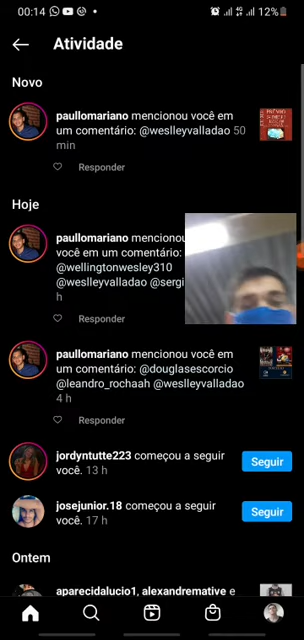 00:14
12%
Atividade
Novo
paullomariano mencionou você em
um comentário: @weslleyvalladao 50
min
Responder
Hoje
paullomariano mencionou
você em um comentário:
@wellingtonwesley310
@weslleyvalladao @sergi
h
Responder
paullomariano mencionou você em
um comentário: @douglasescorcio
@leandro_rochaah @weslleyvalladao
4 h
Responder
jordyntutte223 começou a seguir
você. 13 h
Seguir
josejunior.18 começou a seguir
você. 17 h
Seguir
Ontem
aparecidalucio1, alexandremative e